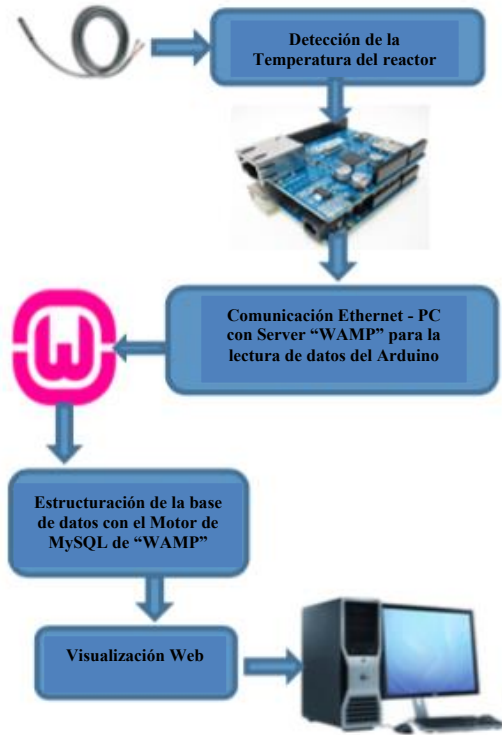 Detección de la
Temperatura del reactor
Comunicación Ethernet - PC
con Server “WAMP” para la
lectura de datos del Arduino
W
Estructuración de la base
de datos con el Motor de
MySQL de “WAMP”
Visualización Web